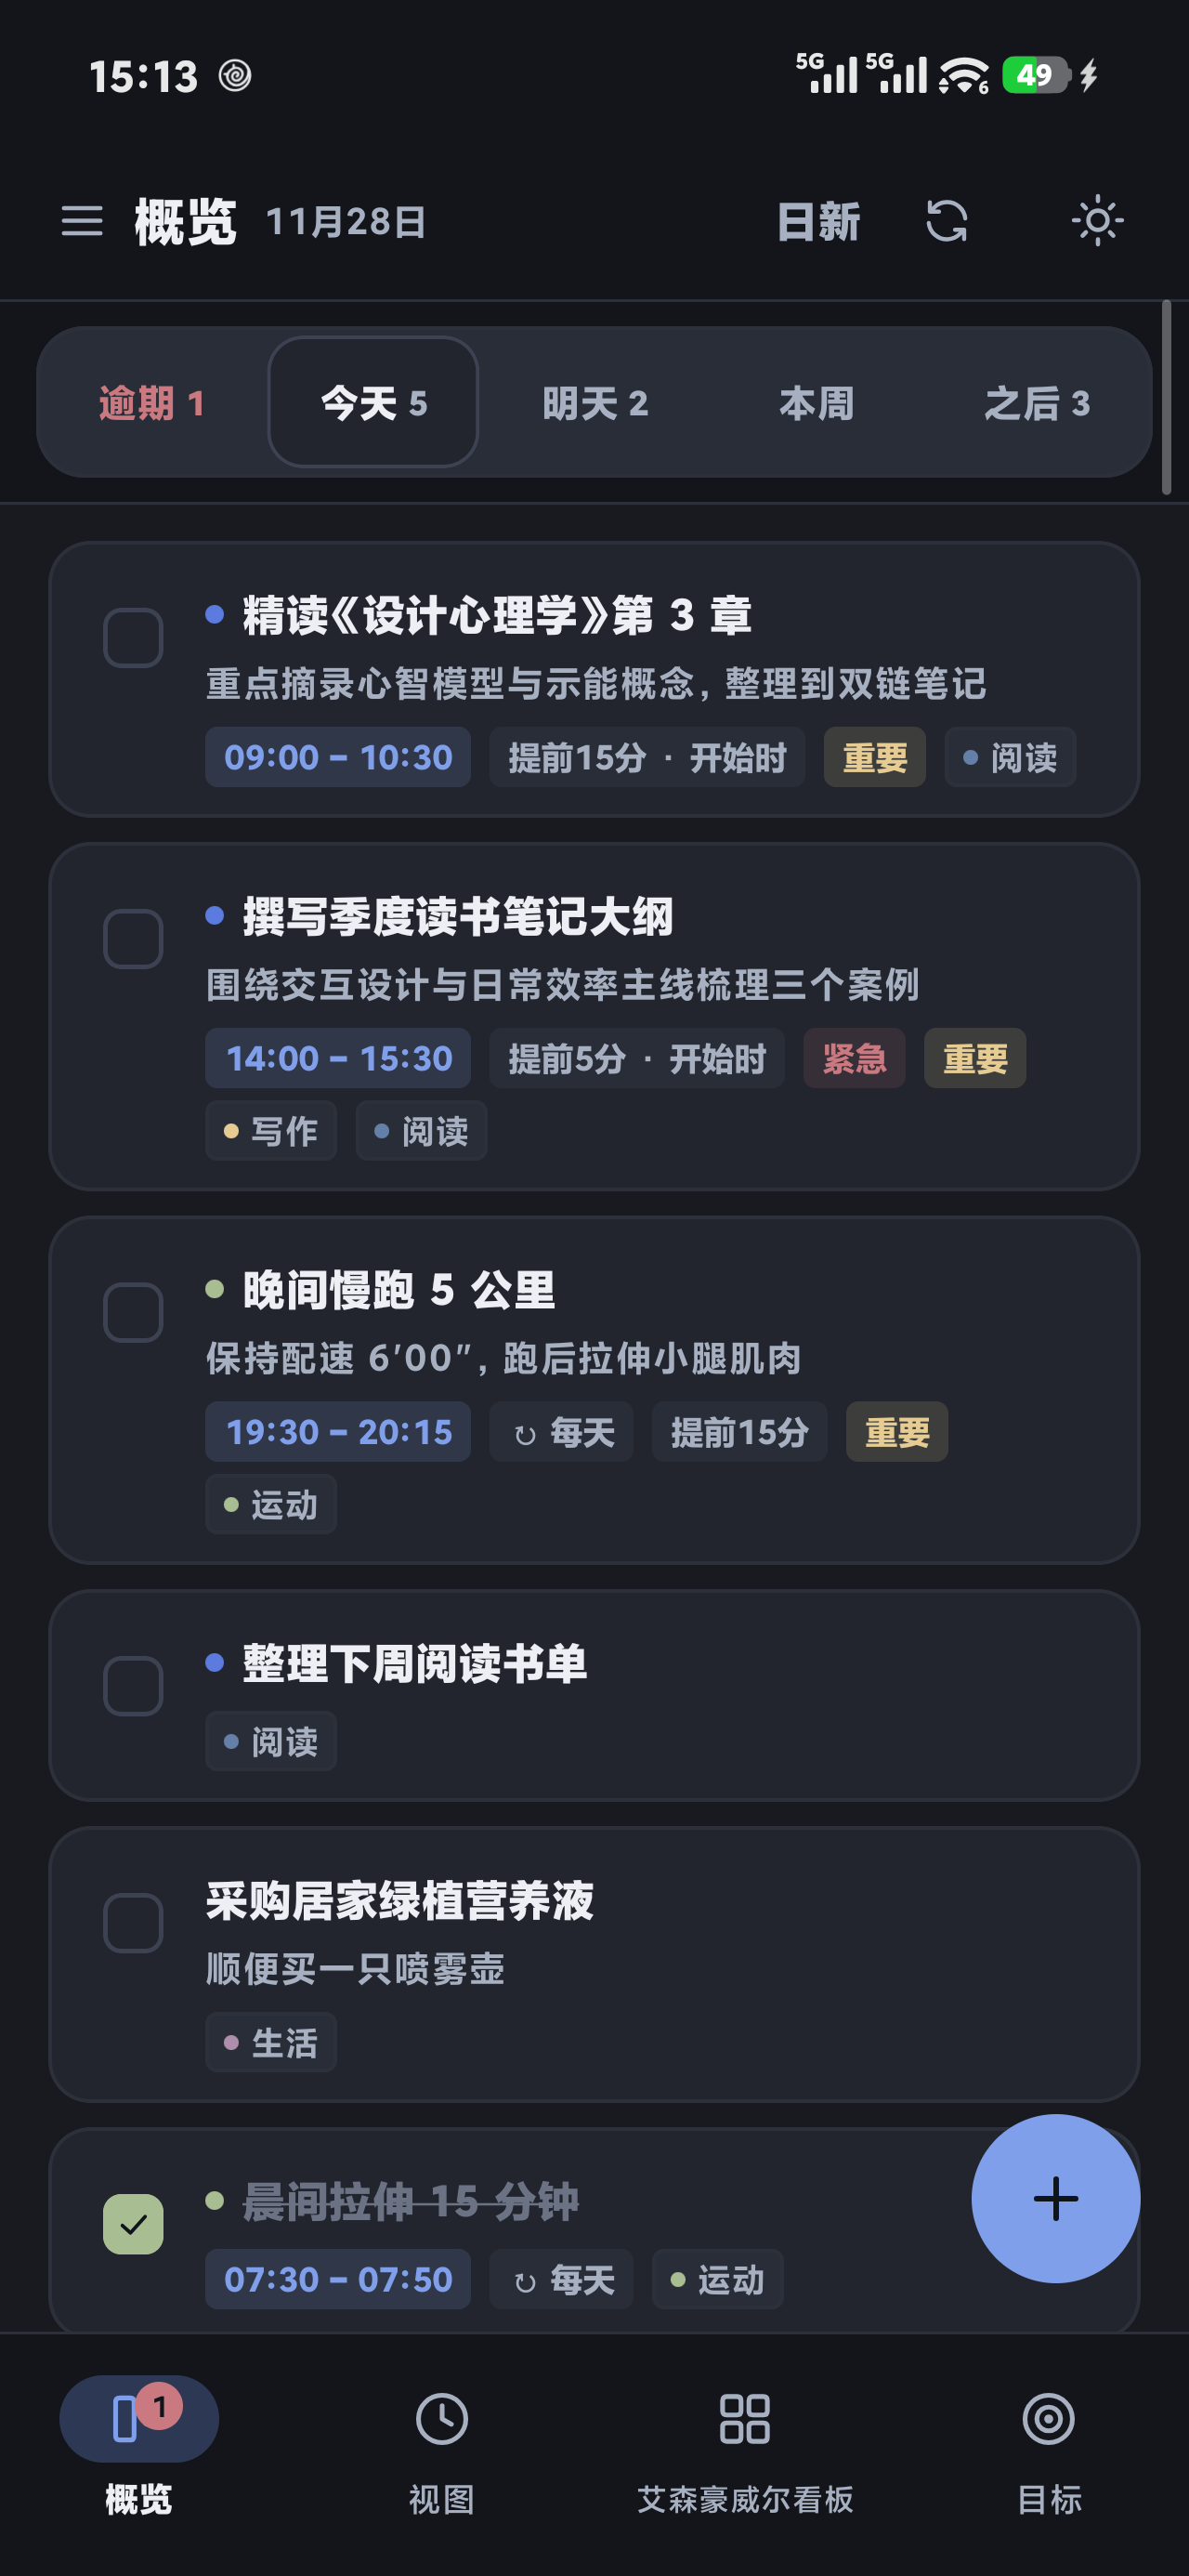 15:13 5G 5G 6 49
概览 11月28日 日新
逾期 1 今天 5 明天 2 本周 之后 3
精读《设计心理学》第 3 章
重点摘录心智模型与示能概念，整理到双链笔记
09:00 – 10:30 提前15分 · 开始时 重要 阅读
撰写季度读书笔记大纲
围绕交互设计与日常效率主线梳理三个案例
14:00 – 15:30 提前5分 · 开始时 紧急 重要
写作 阅读
晚间慢跑 5 公里
保持配速 6′00″，跑后拉伸小腿肌肉
19:30 – 20:15 ↻ 每天 提前15分 重要
运动
整理下周阅读书单
阅读
采购居家绿植营养液
顺便买一只喷雾壶
生活
晨间拉伸 15 分钟
07:30 – 07:50 ↻ 每天 运动
1
概览 视图 艾森豪威尔看板 目标